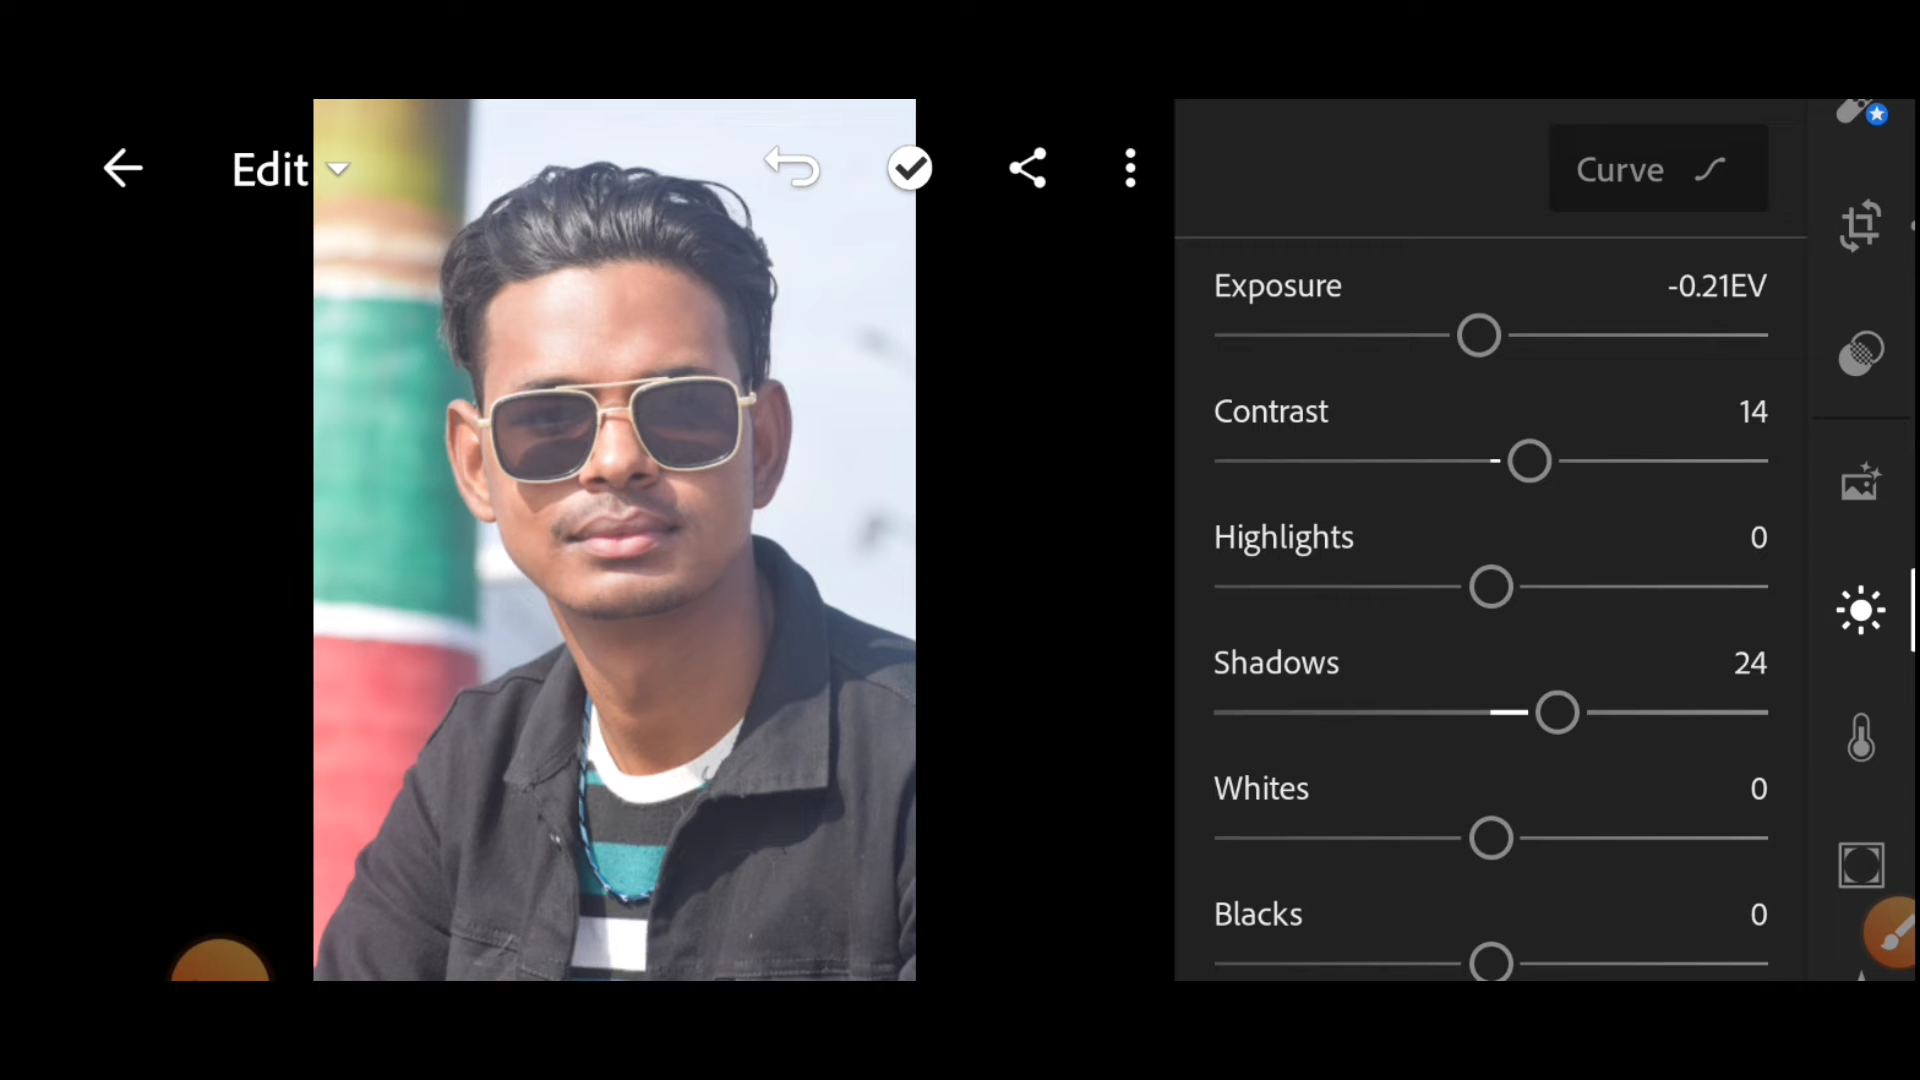 Edit
Curve
Exposure -0.21EV
Contrast 14
Highlights 0
Shadows 24
Whites 0
Blacks 0